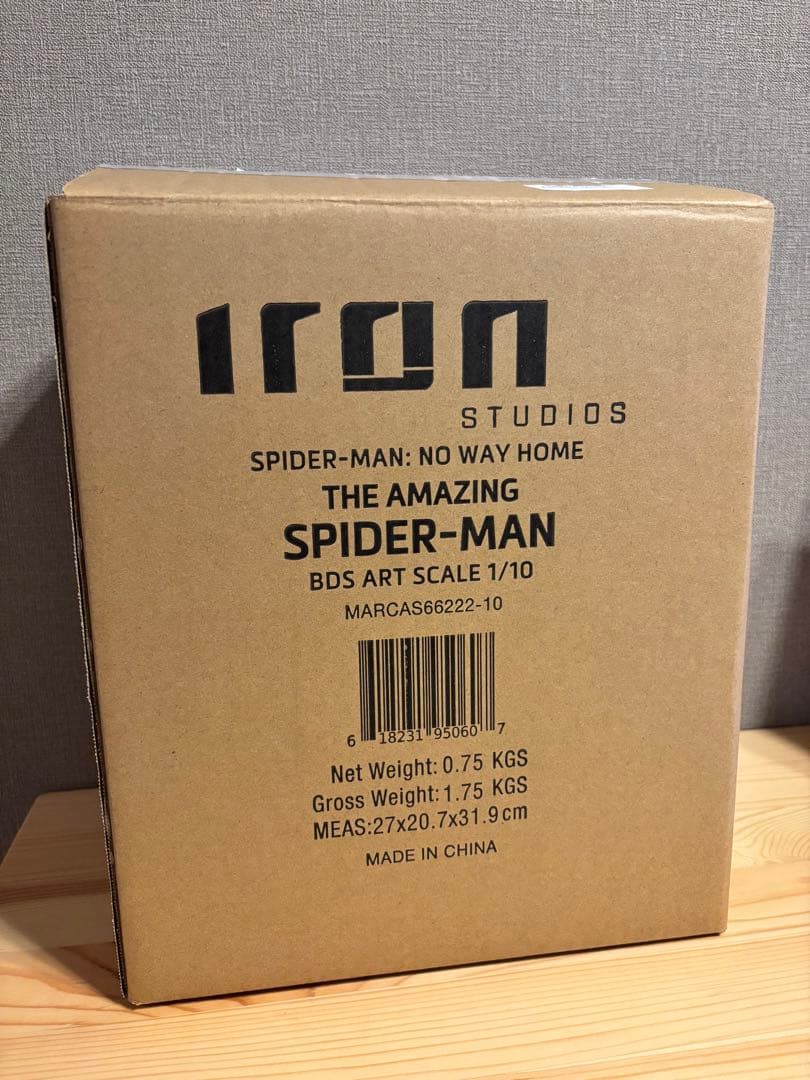 Iron
STUDIOS
SPIDER-MAN: NO WAY HOME
THE AMAZING
SPIDER-MAN
BDS ART SCALE 1/10
MARCAS66222-10
6 18231 95060 7
Net Weight: 0.75 KGS
Gross Weight: 1.75 KGS
MEAS:27x20.7x31.9cm
MADE IN CHINA